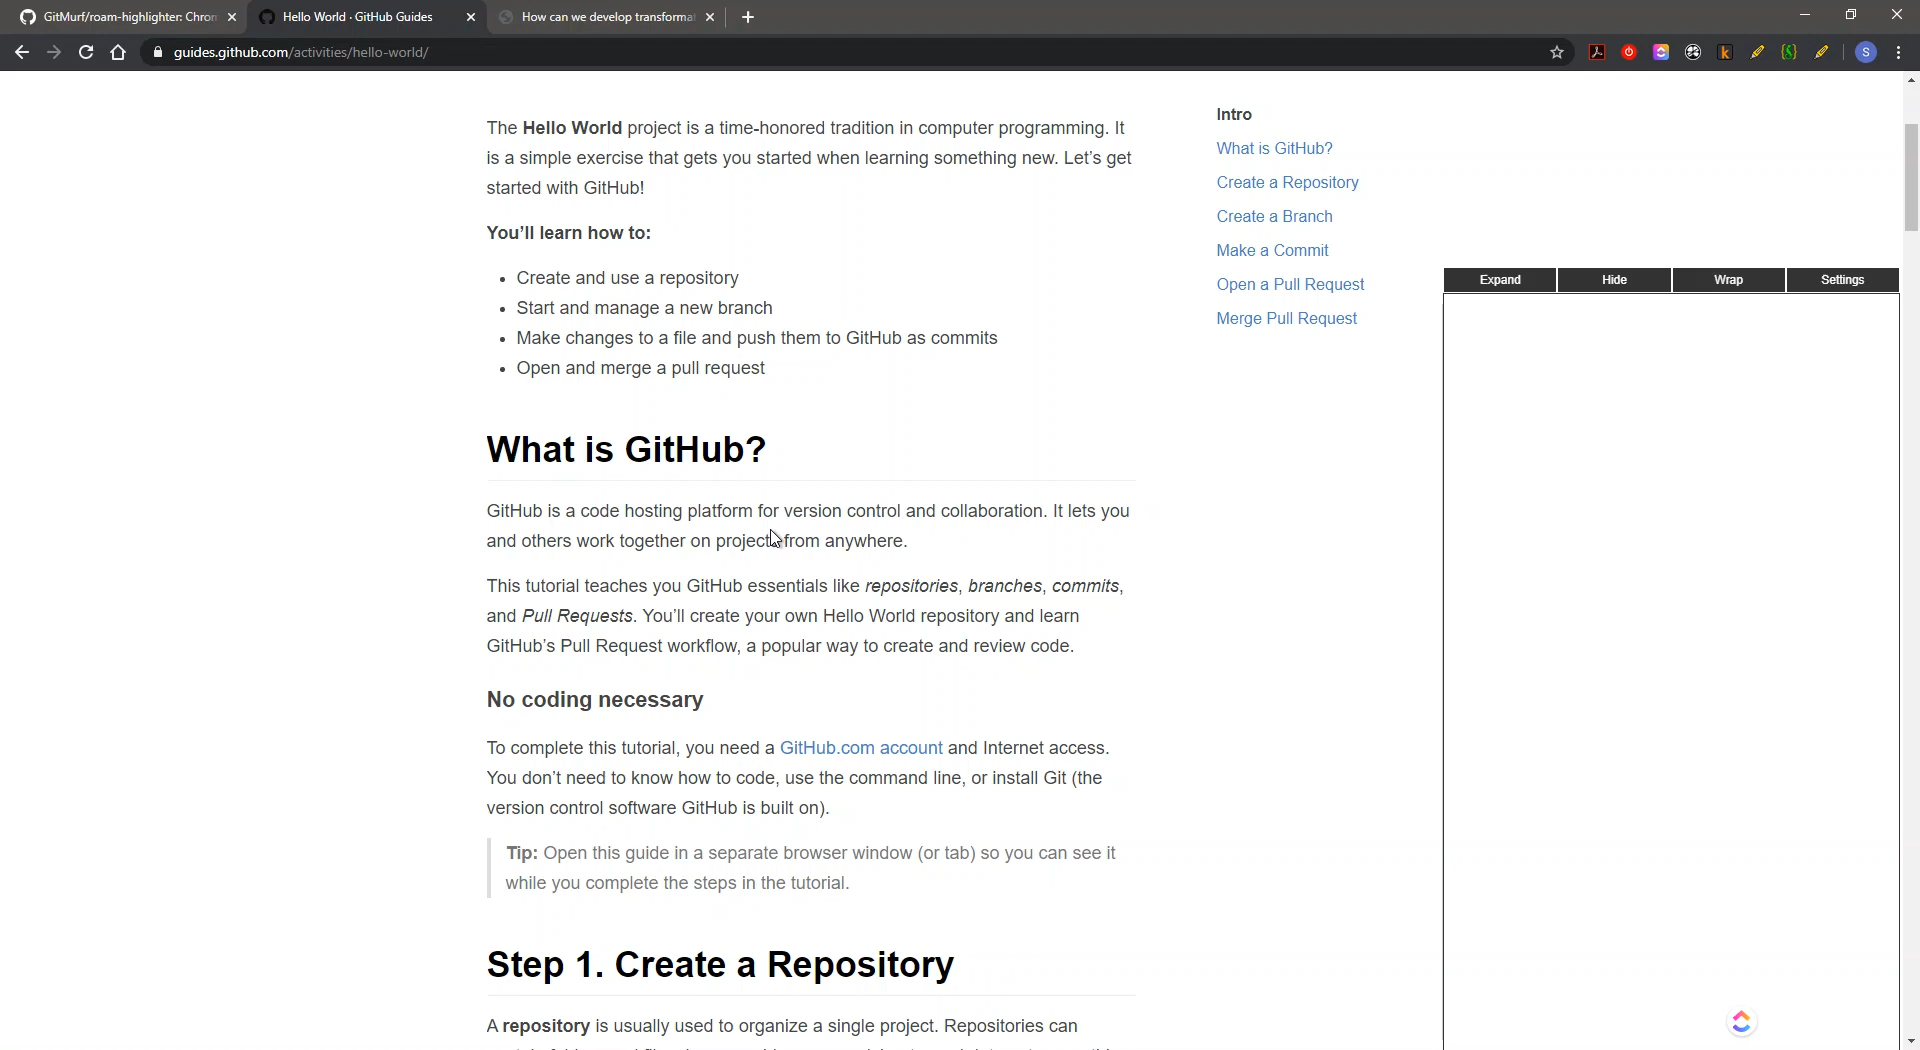 GitMurf/roam-highlighter: Chrom
Hello World · GitHub Guides
How can we develop transforma
guides.github.com/activities/hello-world/
S
The Hello World project is a time-honored tradition in computer programming. It
is a simple exercise that gets you started when learning something new. Let’s get
started with GitHub!
You’ll learn how to:
Create and use a repository
Start and manage a new branch
Make changes to a file and push them to GitHub as commits
Open and merge a pull request
What is GitHub?
GitHub is a code hosting platform for version control and collaboration. It lets you
and others work together on projects from anywhere.
This tutorial teaches you GitHub essentials like repositories, branches, commits,
and Pull Requests. You’ll create your own Hello World repository and learn
GitHub’s Pull Request workflow, a popular way to create and review code.
No coding necessary
To complete this tutorial, you need a GitHub.com account and Internet access.
You don’t need to know how to code, use the command line, or install Git (the
version control software GitHub is built on).
Tip: Open this guide in a separate browser window (or tab) so you can see it
while you complete the steps in the tutorial.
Step 1. Create a Repository
A repository is usually used to organize a single project. Repositories can
Intro
What is GitHub?
Create a Repository
Create a Branch
Make a Commit
Open a Pull Request
Merge Pull Request
Expand
Hide
Wrap
Settings